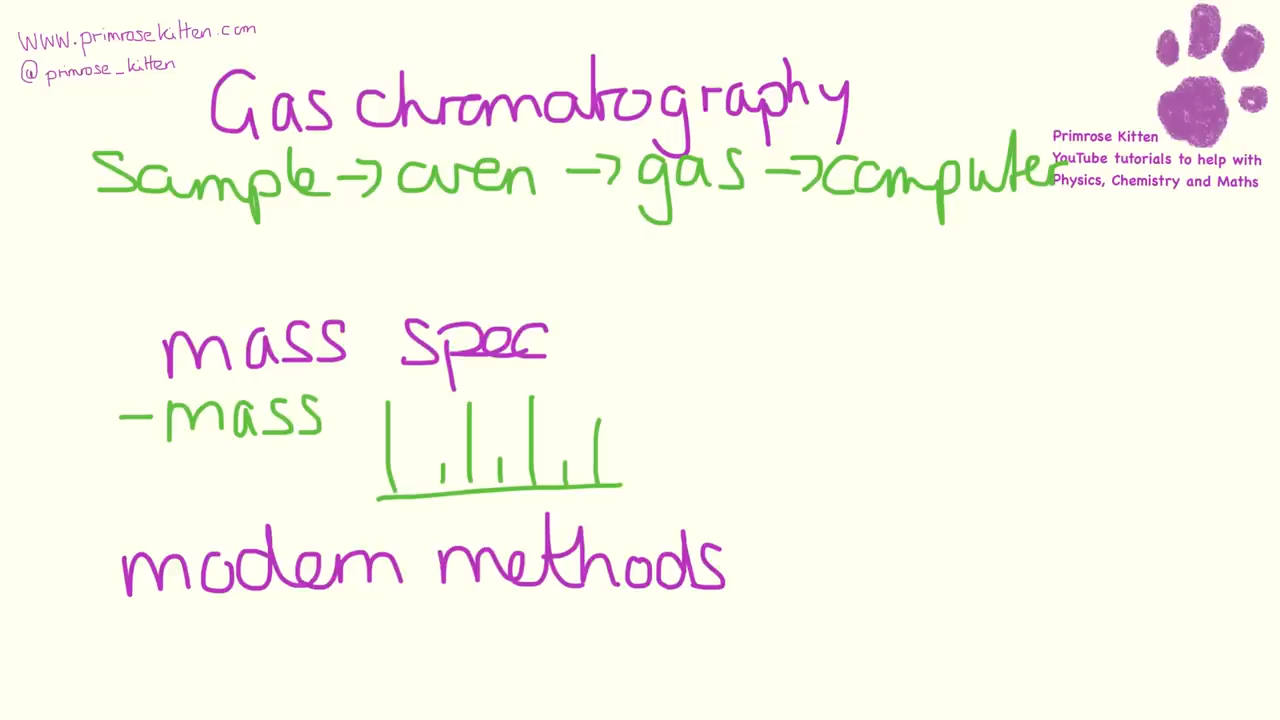 www.primrosekitten.com
@primrose_kitten
Gas chromatography
Primrose Kitten
YouTube tutorials to help with
Physics, Chemistry and Maths
Sample → oven → gas → computer
mass spec
- mass
modern methods